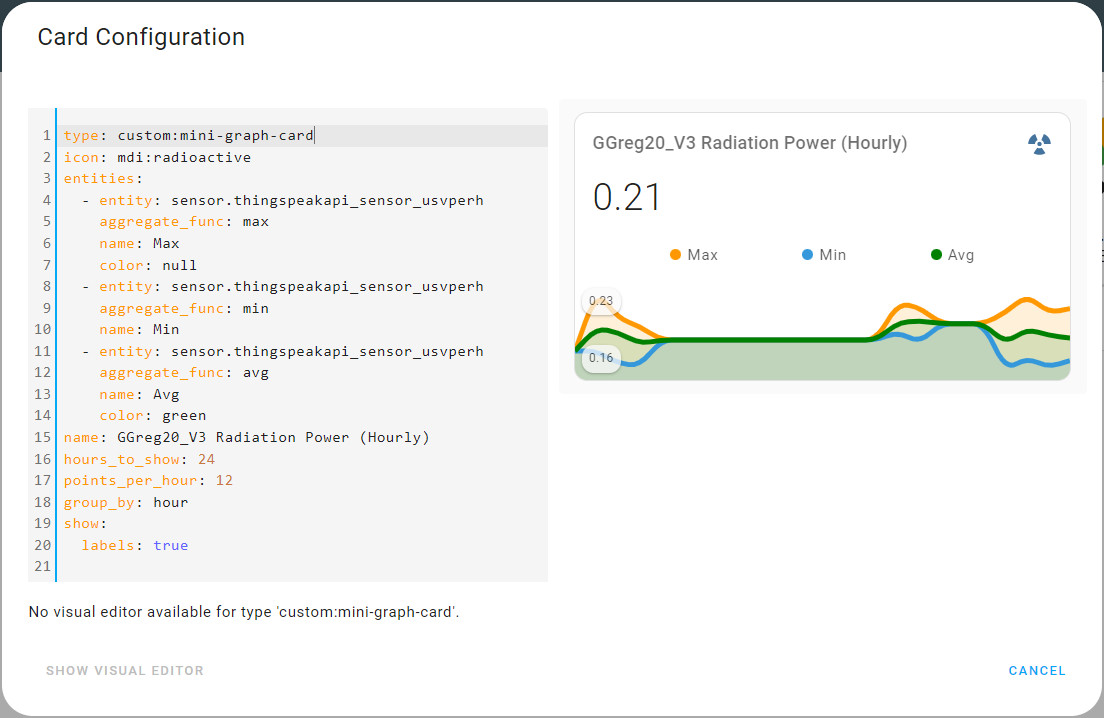 Card Configuration
1 type: custom:mini-graph-card
2 icon: mdi:radioactive
3 entities:
4   - entity: sensor.thingspeakapi_sensor_usvperh
5     aggregate_func: max
6     name: Max
7     color: null
8   - entity: sensor.thingspeakapi_sensor_usvperh
9     aggregate_func: min
10     name: Min
11   - entity: sensor.thingspeakapi_sensor_usvperh
12     aggregate_func: avg
13     name: Avg
14     color: green
15 name: GGreg20_V3 Radiation Power (Hourly)
16 hours_to_show: 24
17 points_per_hour: 12
18 group_by: hour
19 show:
20   labels: true
21
GGreg20_V3 Radiation Power (Hourly)
0.21
Max Min Avg
0.23
0.16
No visual editor available for type 'custom:mini-graph-card'.
SHOW VISUAL EDITOR
CANCEL